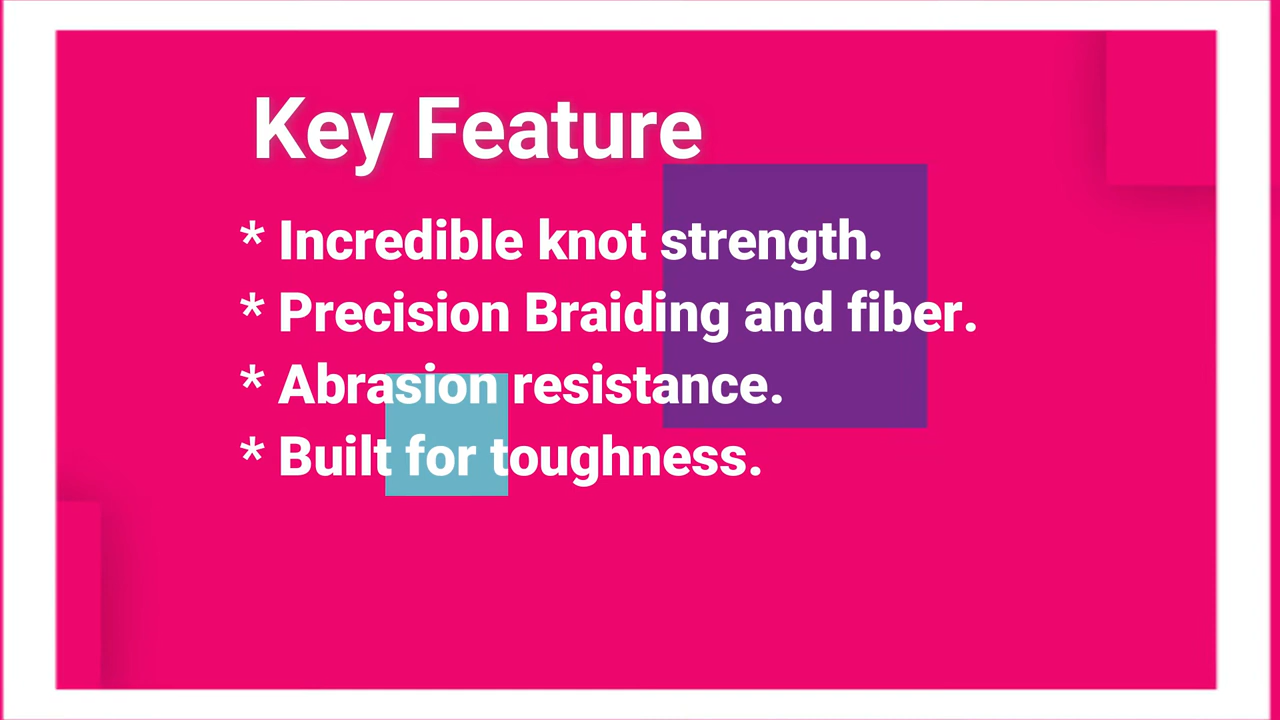 Key Feature
* Incredible knot strength.
* Precision Braiding and fiber.
* Abrasion resistance.
* Built for toughness.